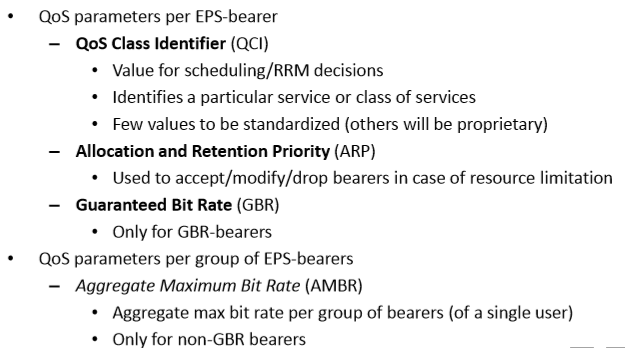 • QoS parameters per EPS-bearer
– QoS Class Identifier (QCI)
• Value for scheduling/RRM decisions
• Identifies a particular service or class of services
• Few values to be standardized (others will be proprietary)
– Allocation and Retention Priority (ARP)
• Used to accept/modify/drop bearers in case of resource limitation
– Guaranteed Bit Rate (GBR)
• Only for GBR-bearers
• QoS parameters per group of EPS-bearers
– Aggregate Maximum Bit Rate (AMBR)
• Aggregate max bit rate per group of bearers (of a single user)
• Only for non-GBR bearers